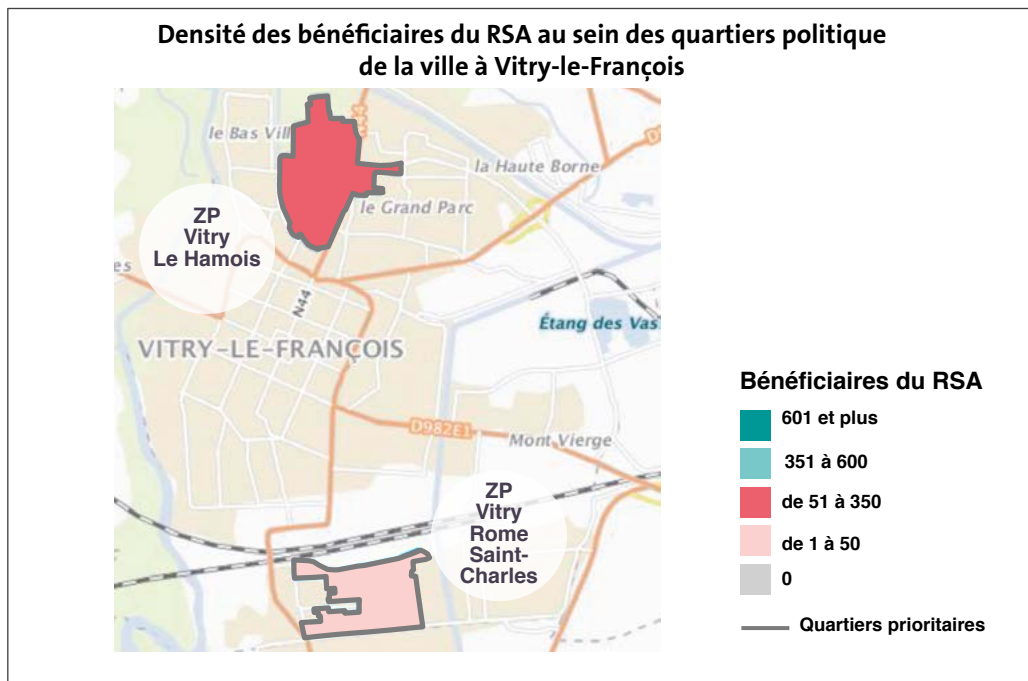 Densité des bénéficiaires du RSA au sein des quartiers politique
de la ville à Vitry-le-François
le Bas Vill
la Haute Borne
le Grand Parc
ZP
Vitry
Le Hamois
es
N44
Étang des Vas
VITRY-LE-FRANÇOIS
D982E1
Mont Vierge
ZP
Vitry
Rome
Saint-
Charles
Bénéficiaires du RSA
601 et plus
351 à 600
de 51 à 350
de 1 à 50
0
Quartiers prioritaires